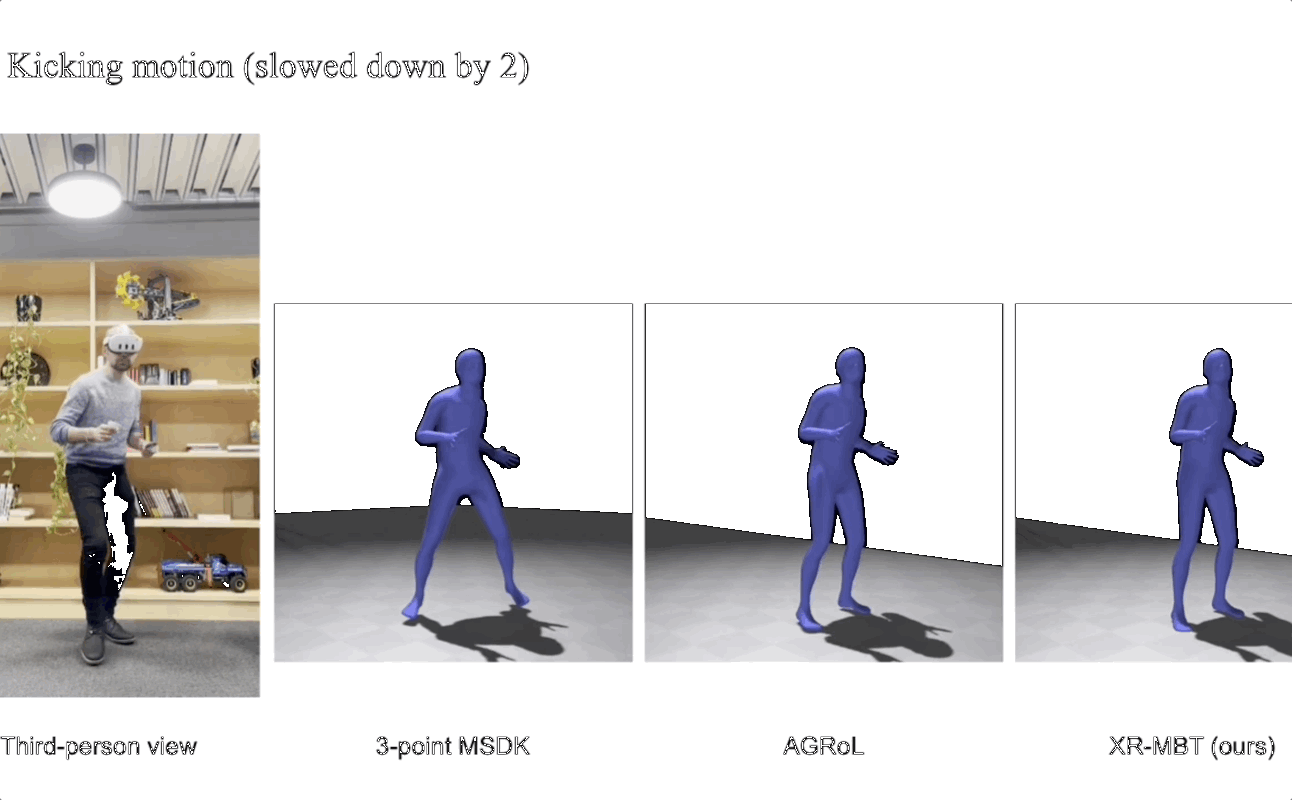 Kicking motion (slowed down by 2)
Third-person view
3-point MSDK
AGRoL
XR-MBT (ours)